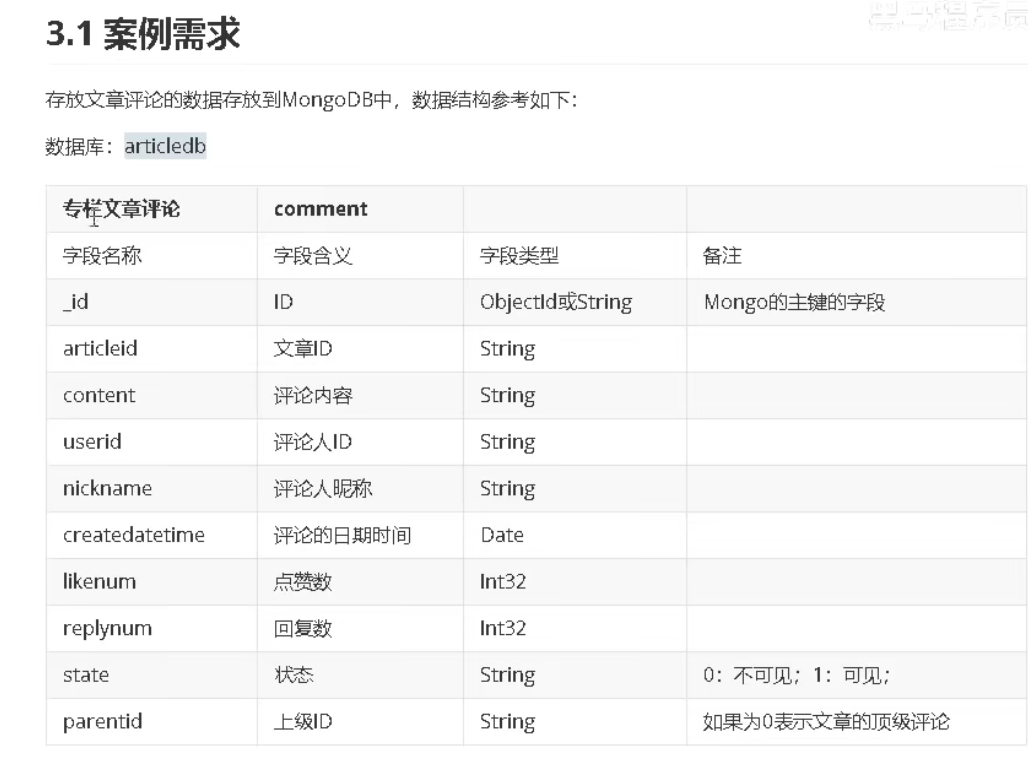 黑马程序员
3.1 案例需求
存放文章评论的数据存放到MongoDB中，数据结构参考如下：
数据库：articledb
专栏文章评论 comment
字段名称 字段含义 字段类型 备注
_id ID ObjectId或String Mongo的主键的字段
articleid 文章ID String
content 评论内容 String
userid 评论人ID String
nickname 评论人昵称 String
createdatetime 评论的日期时间 Date
likenum 点赞数 Int32
replynum 回复数 Int32
state 状态 String 0：不可见；1：可见；
parentid 上级ID String 如果为0表示文章的顶级评论